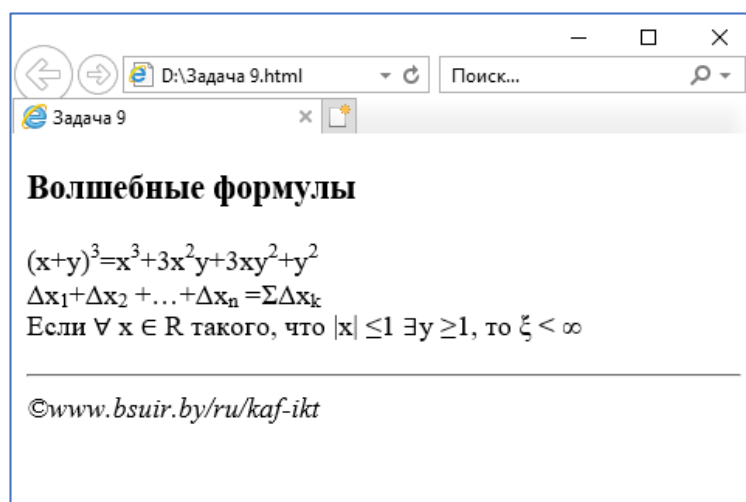 D:\Задача 9.html
Поиск...
Задача 9
Волшебные формулы
(x+y)³=x³+3x²y+3xy²+y²
Δx₁+Δx₂ +…+Δxₙ =ΣΔxₖ
Если ∀ x ∈ R такого, что |x| ≤1 ∃y ≥1, то ξ < ∞
©www.bsuir.by/ru/kaf-ikt